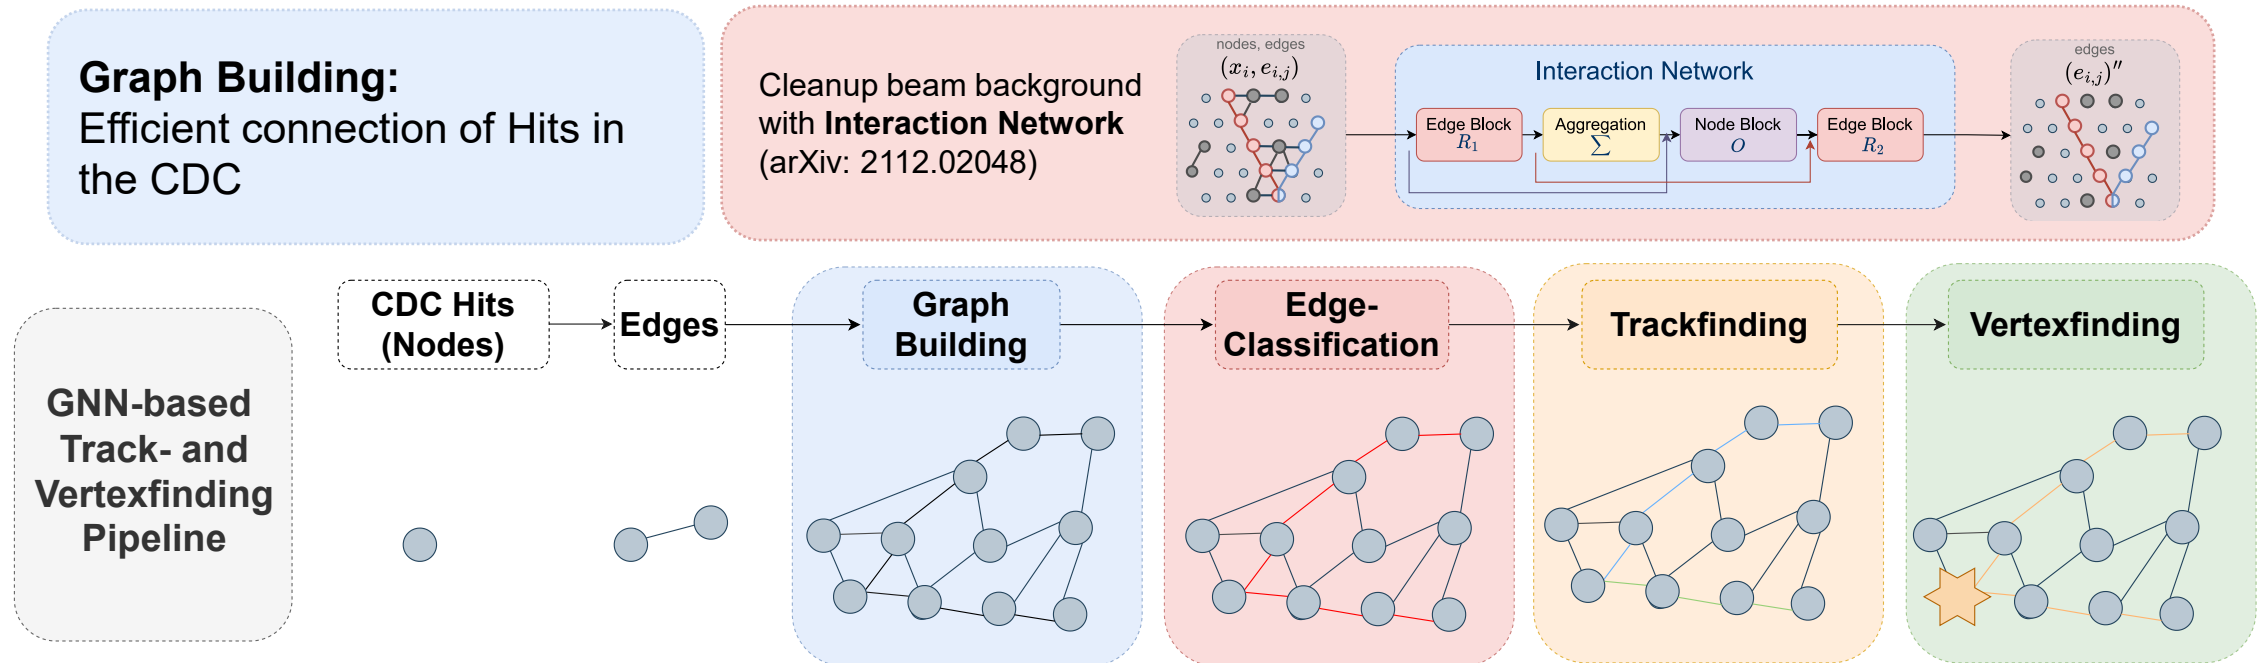 Graph Building:
Efficient connection of Hits in
the CDC
Cleanup beam background
with Interaction Network
(arXiv: 2112.02048)
nodes, edges
(x_i, e_{i,j})
Interaction Network
Edge Block
R_1
Aggregation
∑
Node Block
O
Edge Block
R_2
edges
(e_{i,j})″
GNN-based
Track- and
Vertexfinding
Pipeline
CDC Hits
(Nodes)
Edges
Graph
Building
Edge-
Classification
Trackfinding
Vertexfinding